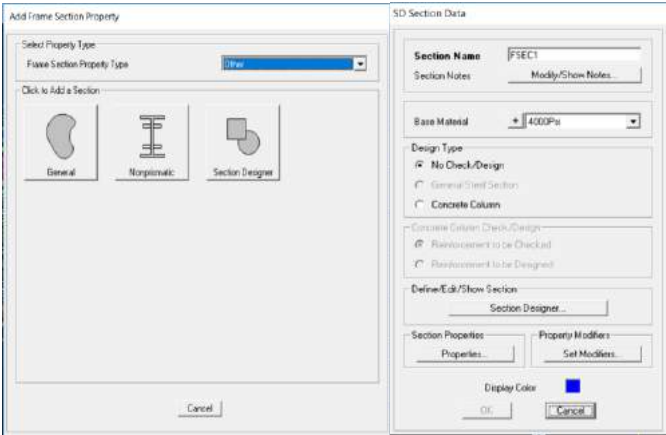 Add Frame Section Property
Select Property Type
Frame Section Property Type
Other
Click to Add a Section
General
Nonprismatic
Section Designer
Cancel
SD Section Data
Section Name
FSEC1
Section Notes
Modify/Show Notes...
Base Material
+
4000Psi
Design Type
No Check/Design
General Steel Section
Concrete Column
Concrete Column Check/Design
Reinforcement to be Checked
Reinforcement to be Designed
Define/Edit/Show Section
Section Designer...
Section Properties
Properties...
Property Modifiers
Set Modifiers...
Display Color
OK
Cancel